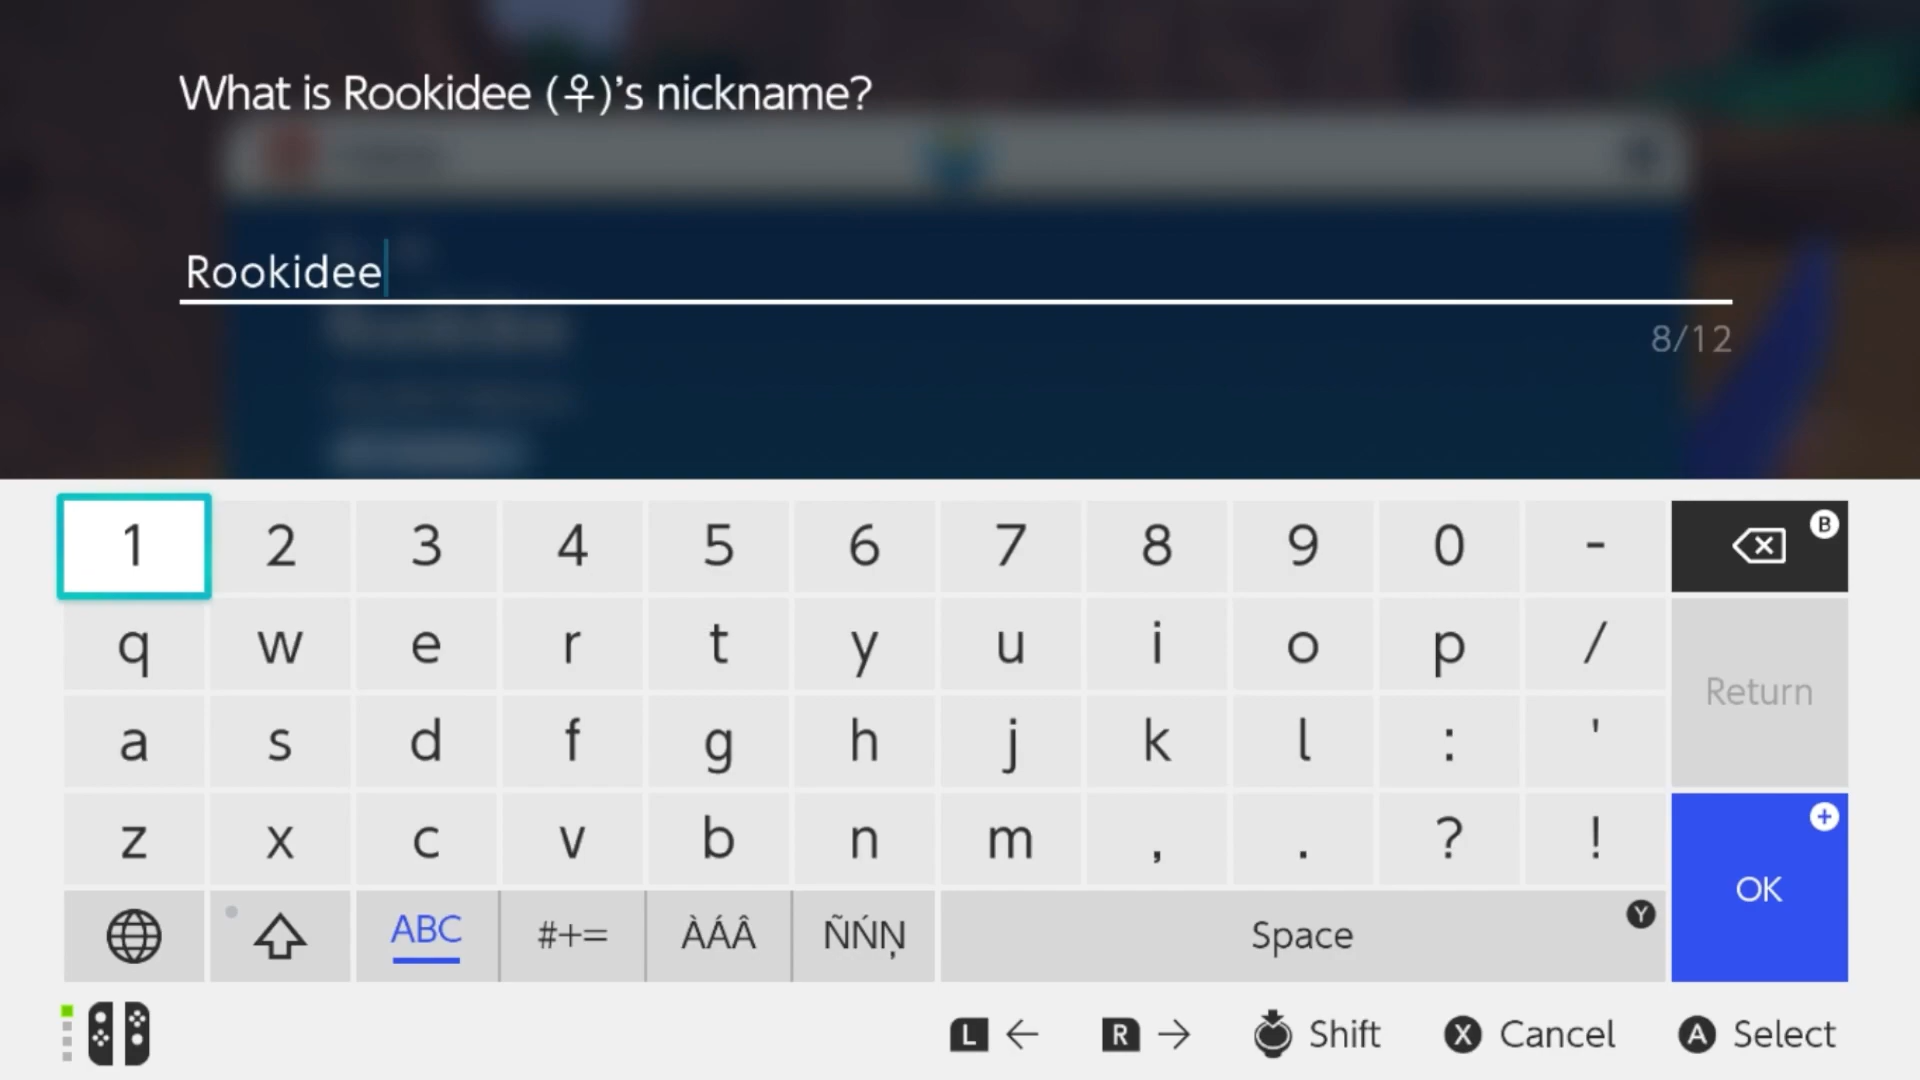 What is Rookidee (♀)'s nickname?
Rookidee
8/12
1 2 3 4 5 6 7 8 9 0 - B
q w e r t y u i o p /
Return
a s d f g h j k l : '
z x c v b n m , . ? ! +
OK
ABC #+= ÀÁÂ ÑŃŅ Space Y
L ← R → Shift X Cancel A Select